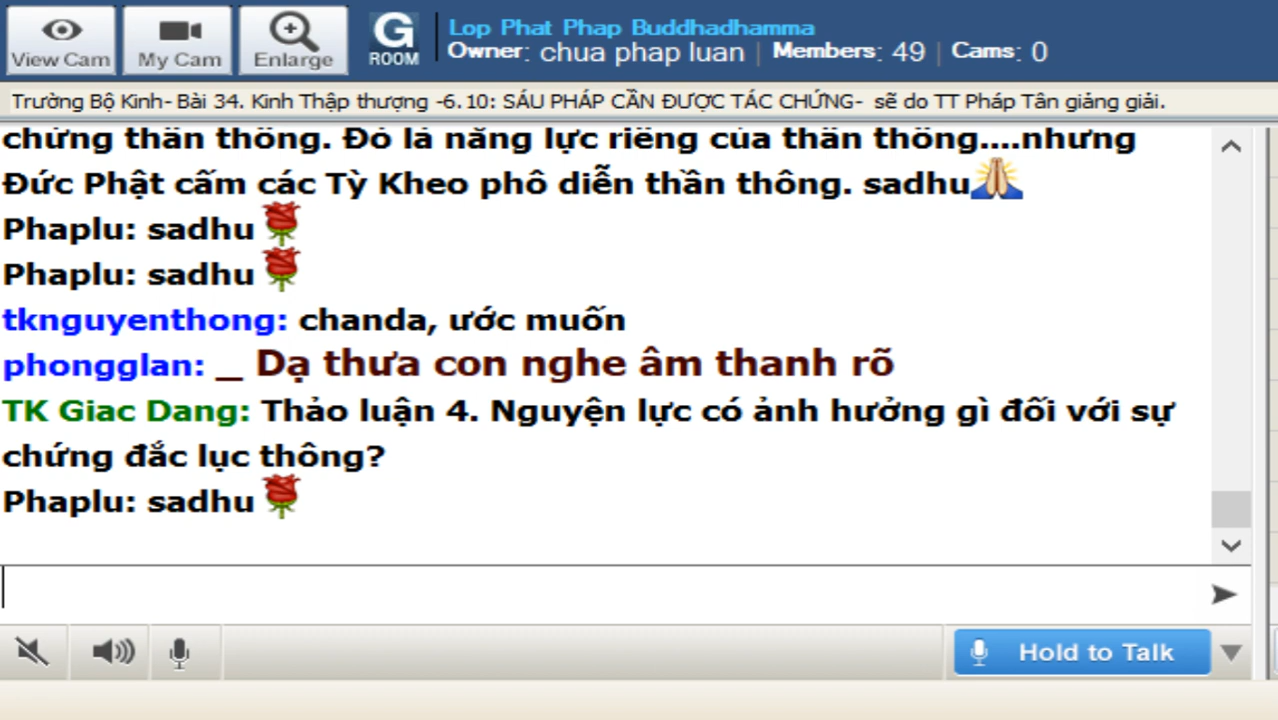 View Cam
My Cam
Enlarge
G
ROOM
Lop Phat Phap Buddhadhamma
Owner: chua phap luan | Members: 49 | Cams: 0
Trường Bộ Kinh- Bài 34. Kinh Thập thượng -6.10: SÁU PHÁP CẦN ĐƯỢC TÁC CHỨNG- sẽ do TT Pháp Tân giảng giải.
chứng thần thông. Đó là năng lực riêng của thần thông....nhưng
Đức Phật cấm các Tỳ Kheo phô diễn thần thông. sadhu
Phaplu: sadhu
Phaplu: sadhu
tknguyenthong: chanda, ước muốn
phongglan: _ Dạ thưa con nghe âm thanh rõ
TK Giac Dang: Thảo luận 4. Nguyện lực có ảnh hưởng gì đối với sự
chứng đắc lục thông?
Phaplu: sadhu
Hold to Talk